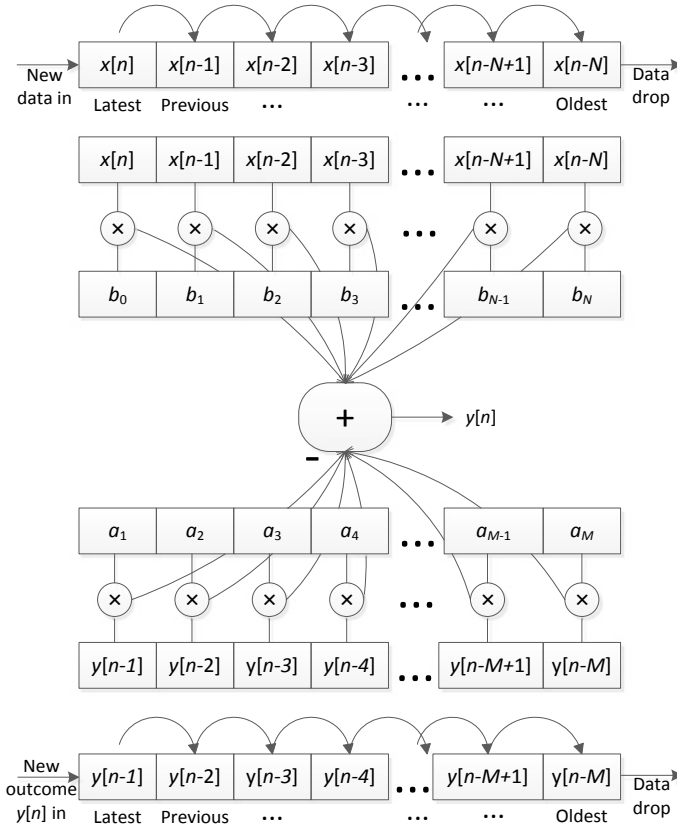 New data in x[n] x[n-1] x[n-2] x[n-3] ... x[n-N+1] x[n-N] Data drop
Latest Previous ... ... Oldest
x[n] x[n-1] x[n-2] x[n-3] ... x[n-N+1] x[n-N]
× × × × ... × ×
b0 b1 b2 b3 ... bN-1 bN
+ y[n]
-
a1 a2 a3 a4 ... aM-1 aM
× × × × ... × ×
y[n-1] y[n-2] y[n-3] y[n-4] ... y[n-M+1] y[n-M]
New outcome y[n] in y[n-1] y[n-2] y[n-3] y[n-4] ... y[n-M+1] y[n-M] Data drop
Latest Previous ... ... Oldest